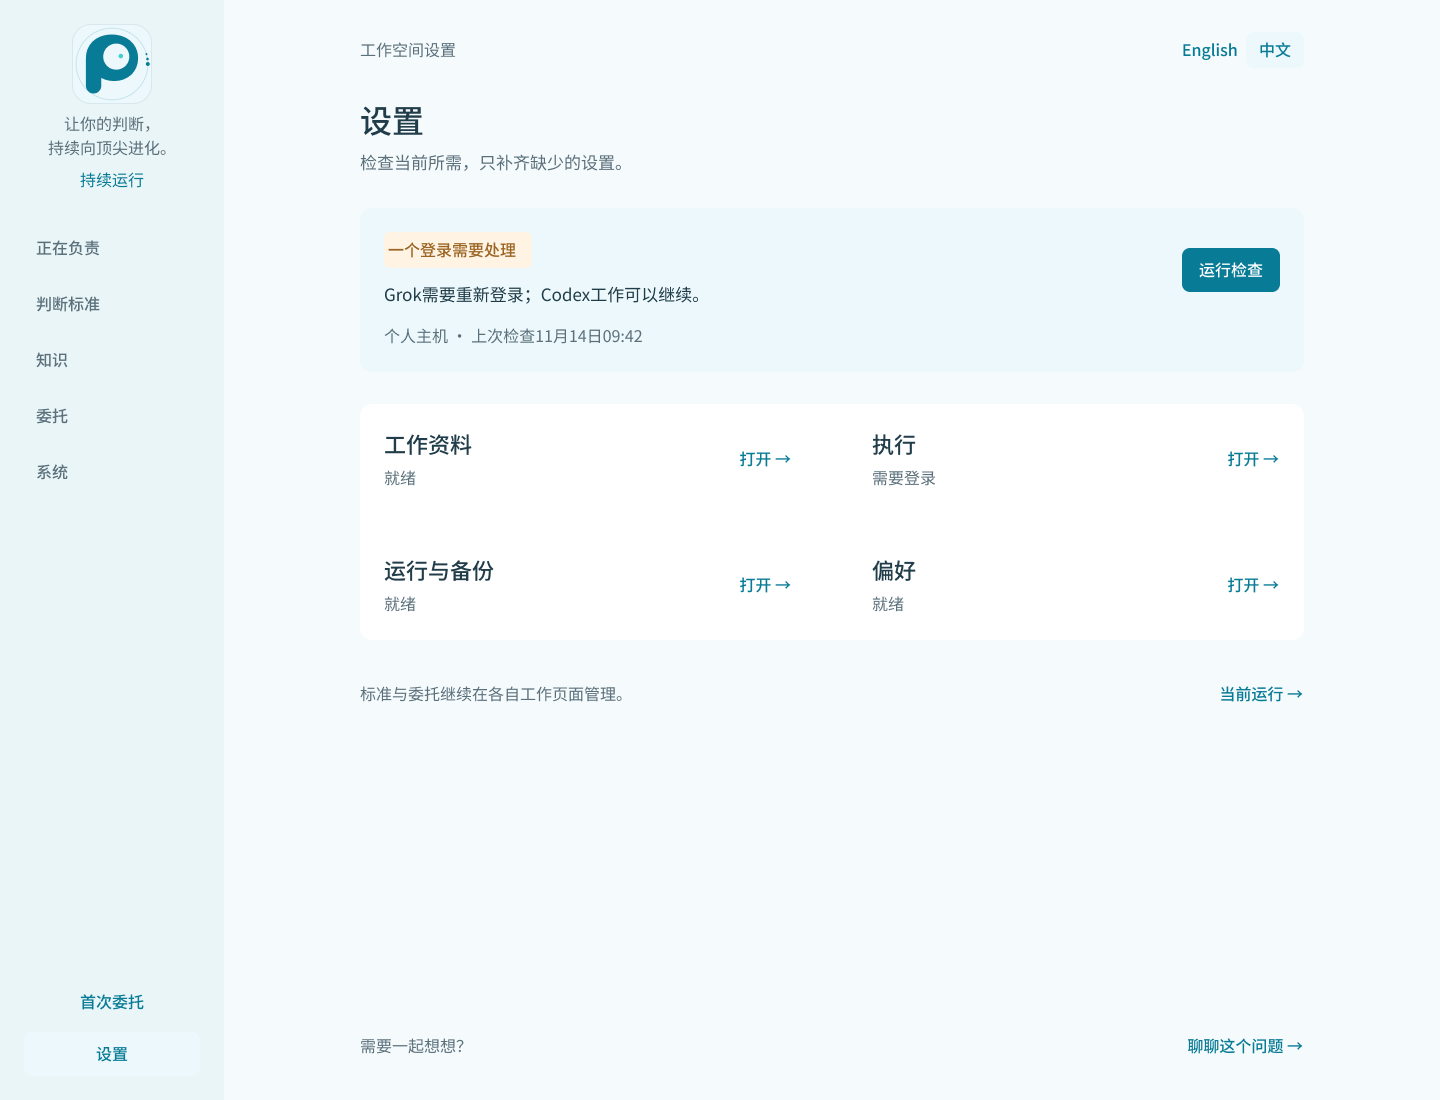 让你的判断，
持续向顶尖进化。
持续运行
正在负责
判断标准
知识
委托
系统
首次委托
设置
工作空间设置
English 中文
设置
检查当前所需，只补齐缺少的设置。
一个登录需要处理
Grok需要重新登录；Codex工作可以继续。
个人主机 · 上次检查11月14日09:42
运行检查
工作资料
就绪
打开 →
执行
需要登录
打开 →
运行与备份
就绪
打开 →
偏好
就绪
打开 →
标准与委托继续在各自工作页面管理。
当前运行 →
需要一起想想？
聊聊这个问题 →